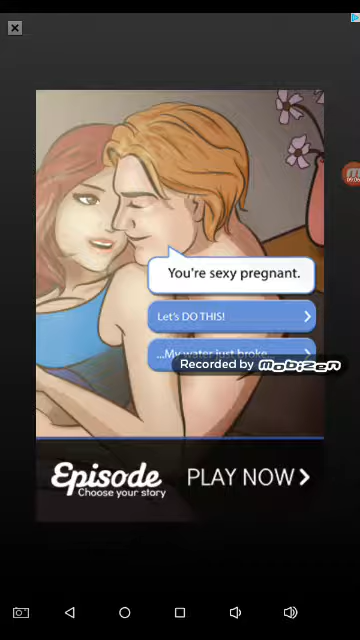 You're sexy pregnant.
Let's DO THIS!
...My water just broke
Recorded by mobizen
Episode
Choose your story
PLAY NOW